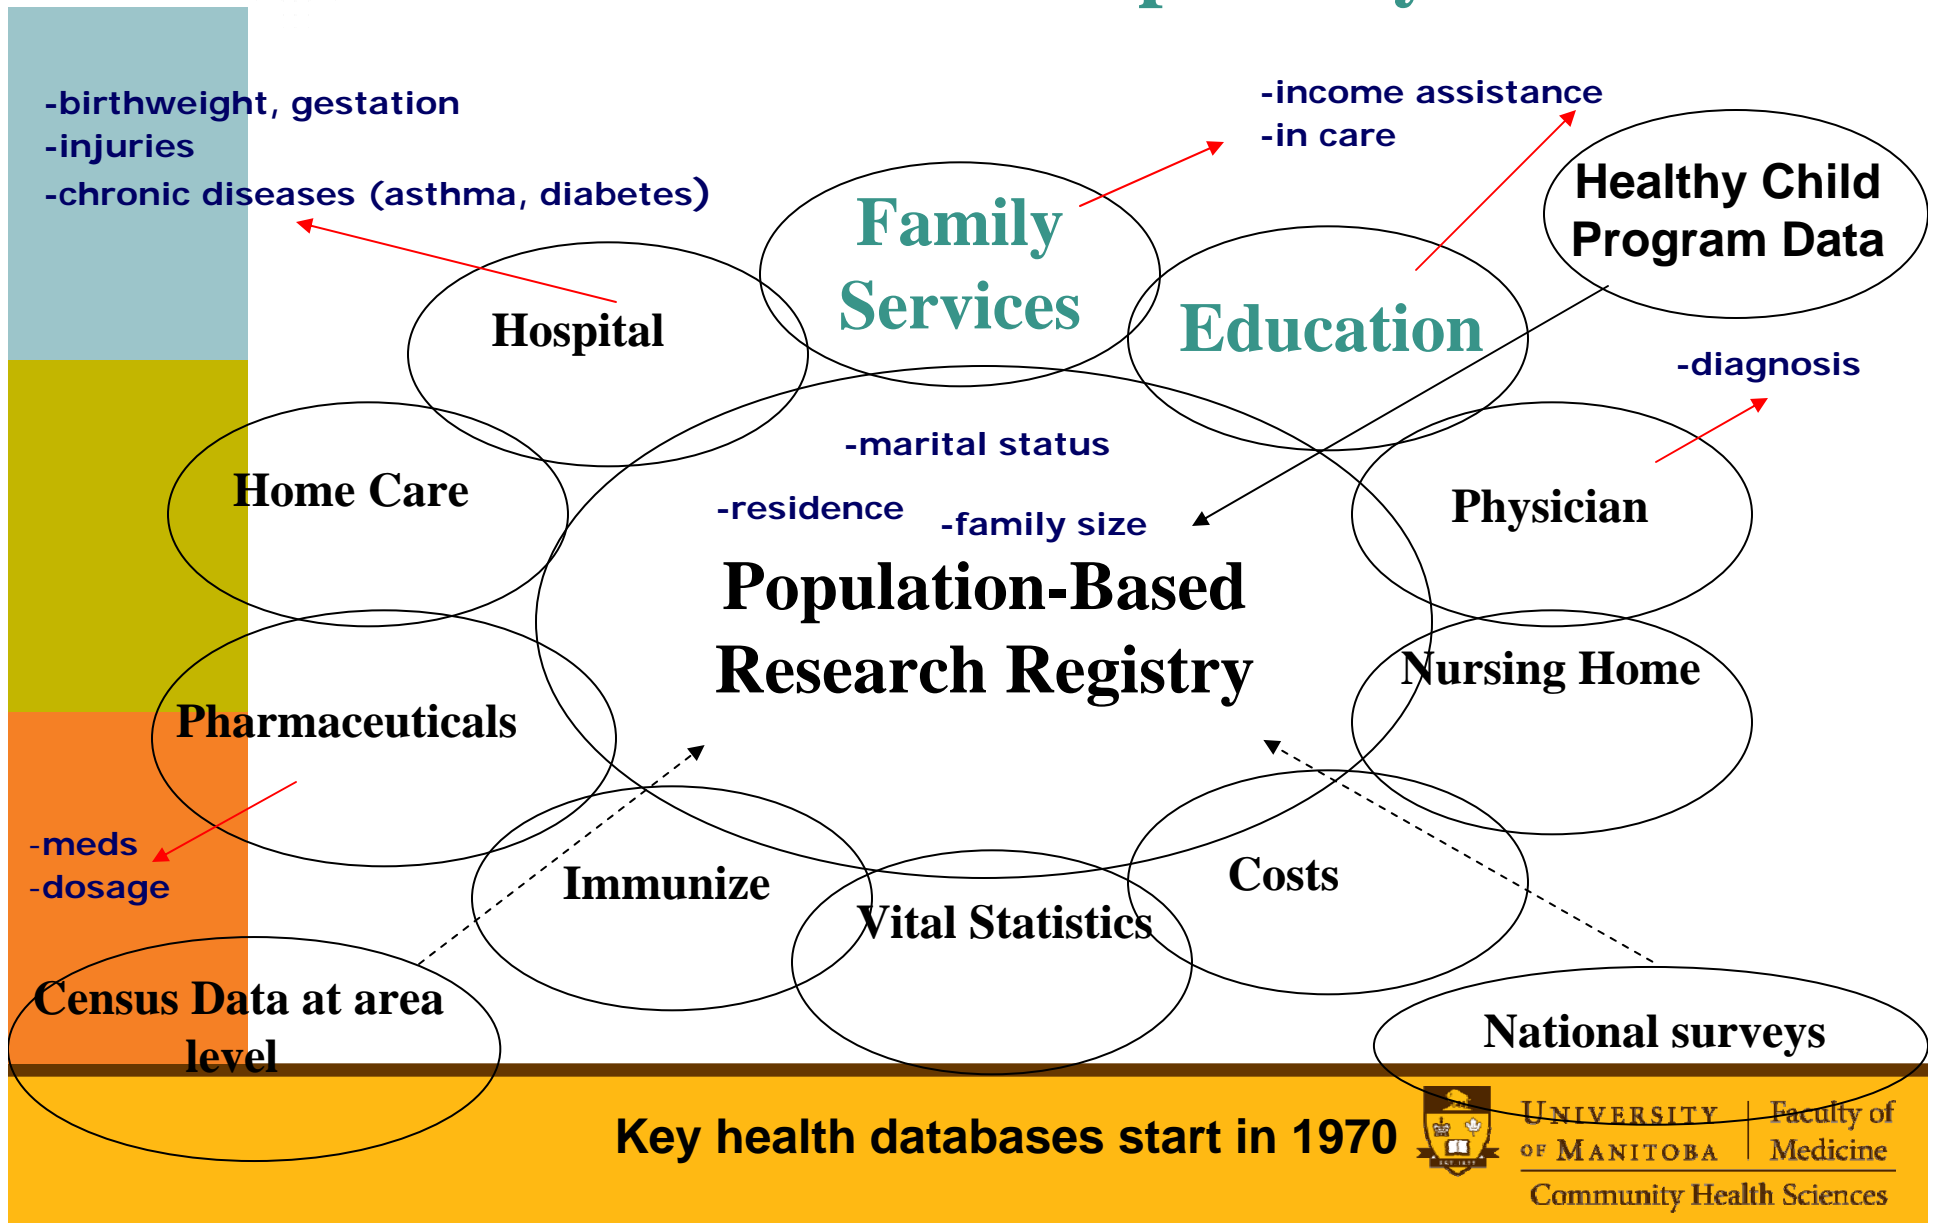 -birthweight, gestation
-injuries
-chronic diseases (asthma, diabetes)
-income assistance
-in care
Healthy Child
Program Data
Family
Services
Hospital
Education
-diagnosis
-marital status
Home Care
-residence
-family size
Physician
Population-Based
Research Registry
Nursing Home
Pharmaceuticals
-meds
-dosage
Immunize
Costs
Vital Statistics
Census Data at area
level
National surveys
Key health databases start in 1970
UNIVERSITY
OF MANITOBA
Faculty of
Medicine
Community Health Sciences